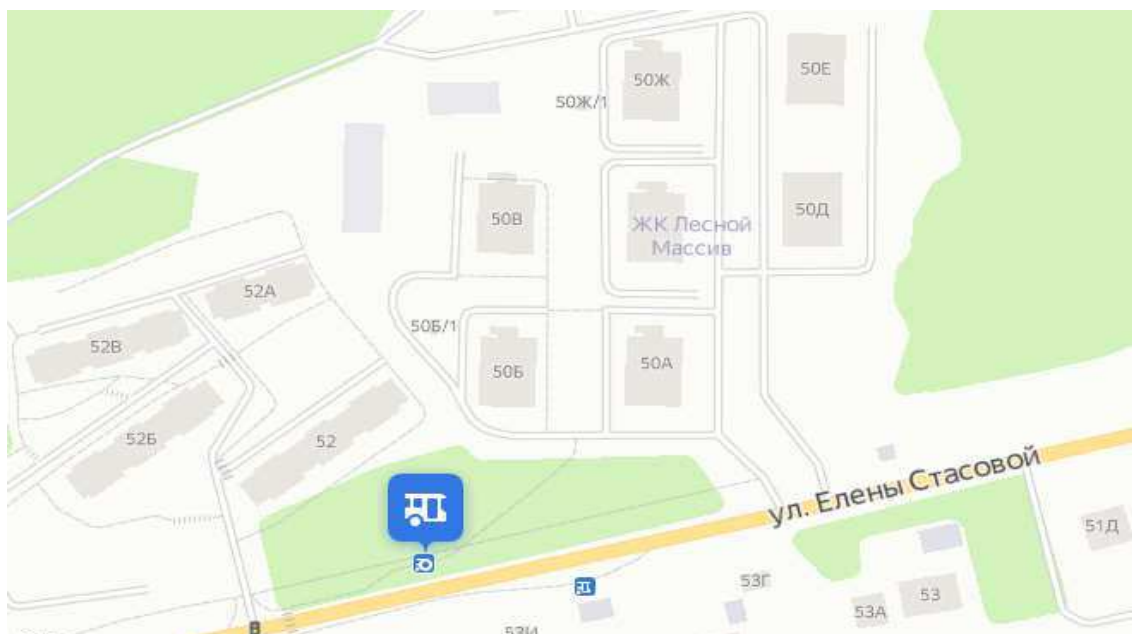 50Ж
50Е
50Ж/1
50В
50Д
ЖК Лесной
Массив
52А
50Б/1
52В
50Б
50А
52Б
52
ул. Елены Стасовой
51Д
53Г
53
53А
53И
В